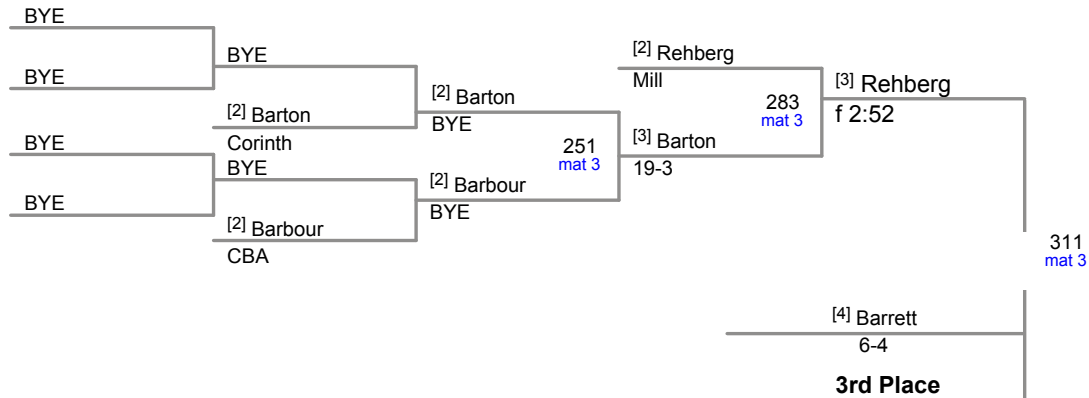 BYE
BYE
BYE
[2] Barton
Corinth
[2] Barton
BYE
BYE
BYE
BYE
[2] Barbour
CBA
[2] Barbour
BYE
251
mat 3
[2] Rehberg
Mill
[3] Barton
19-3
283
mat 3
[3] Rehberg
f 2:52
311
mat 3
[4] Barrett
6-4
3rd Place